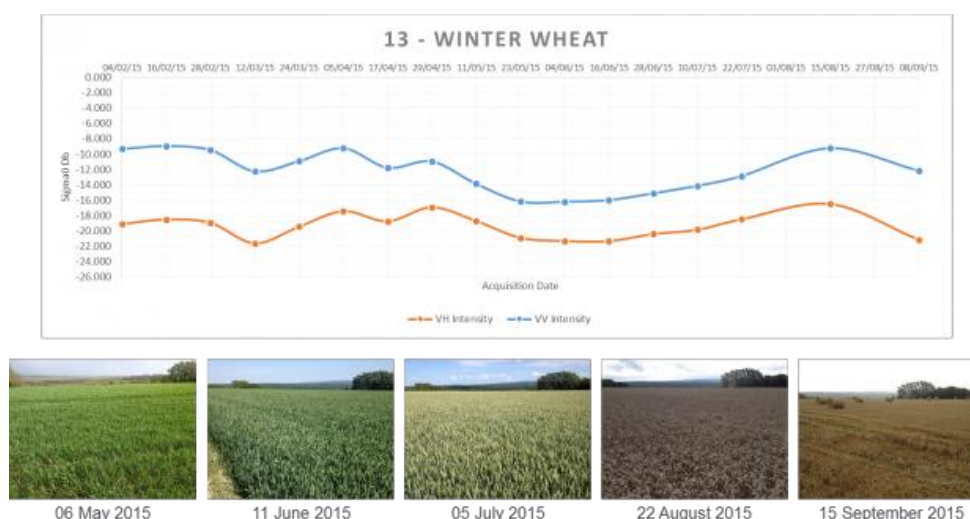 13 - WINTER WHEAT
04/02/15 16/02/15 28/02/15 12/03/15 24/03/15 05/04/15 17/04/15 29/04/15 11/05/15 23/05/15 04/06/15 16/06/15 28/06/15 10/07/15 22/07/15 03/08/15 15/08/15 27/08/15 08/09/15
0.000
-2.000
-4.000
-6.000
-8.000
-10.000
-12.000
-14.000
-16.000
-18.000
-20.000
-22.000
-24.000
-26.000
Sigma0 Db
Acquisition Date
VH Intensity VV Intensity
06 May 2015 11 June 2015 05 July 2015 22 August 2015 15 September 2015